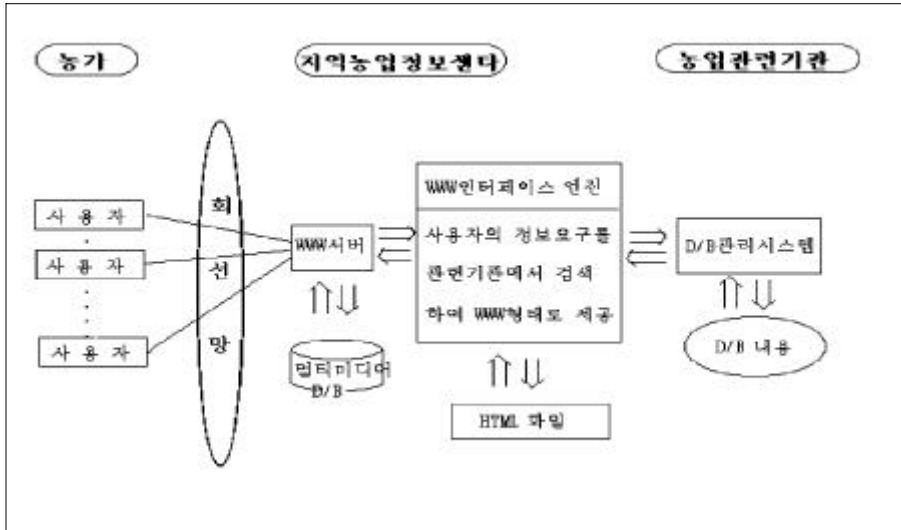 농가
지역농업정보쎈다
농업관련기관
회
선
망
사 용 자
사 용 자
사 용 자
WWW서버
멀티미디어
D/B
WWW인터페이스 엔진
사용자의 정보요구를
관련기관에서 검색
하여 WWW형태로 제공
HTML 파일
D/B관리시스템
D/B 내용